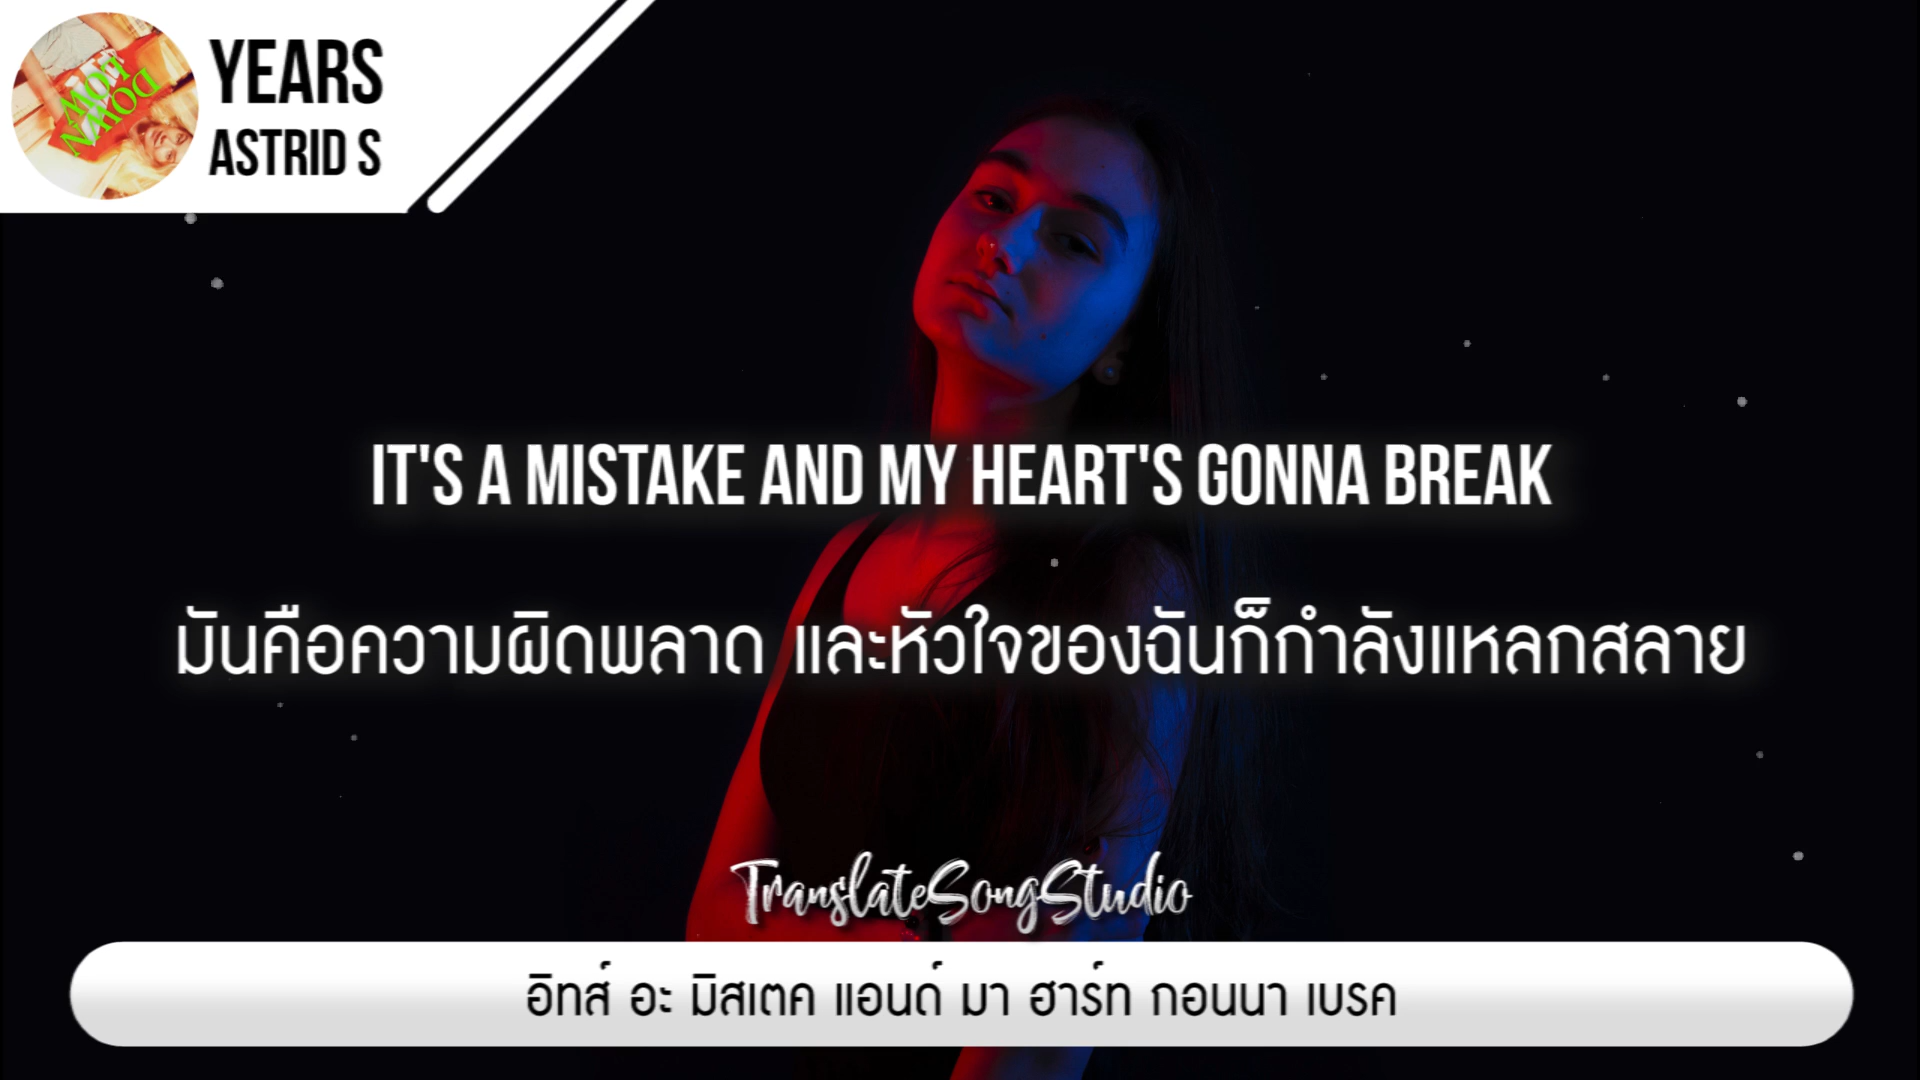 YEARS
ASTRID S
DOWN
LOW
IT'S A MISTAKE AND MY HEART'S GONNA BREAK
มันคือความผิดพลาด และหัวใจของฉันก็กำลังแหลกสลาย
TranslateSongStudio
อิทส์ อะ มิสเตค แอนด์ มา ฮาร์ท กอนนา เบรค